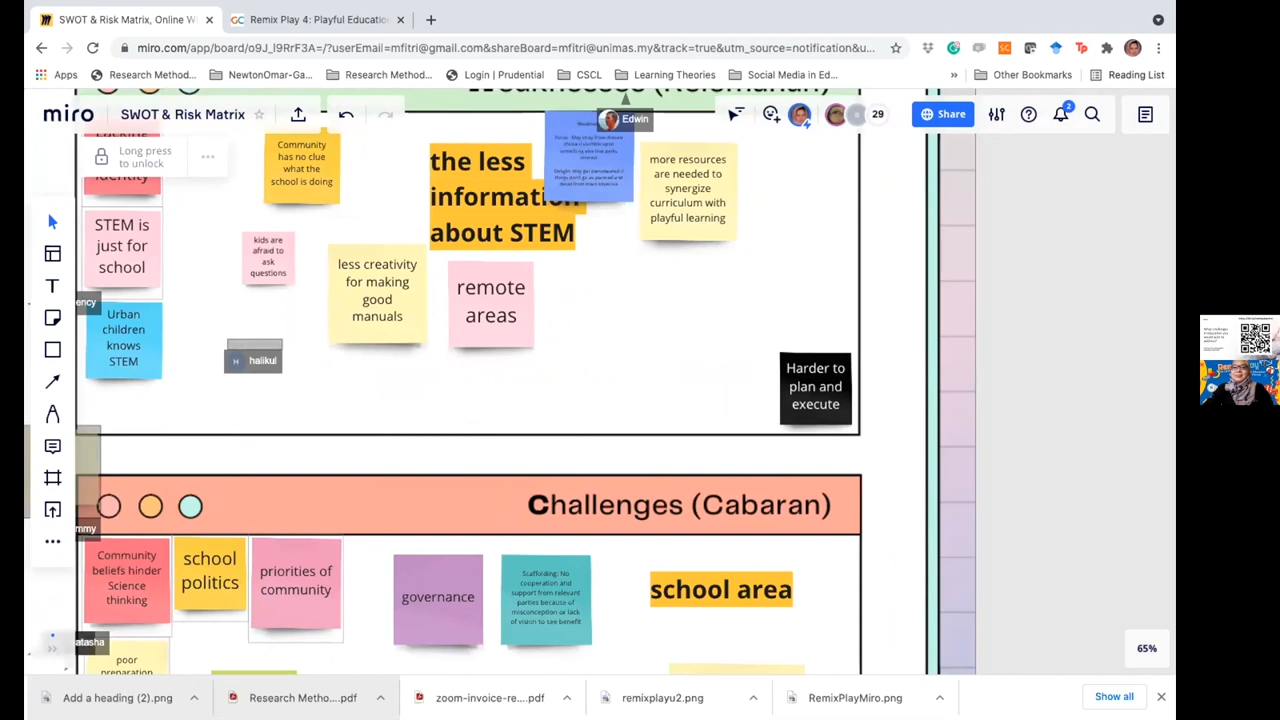 SWOT & Risk Matrix, Online W
Remix Play 4: Playful Educatio
miro.com/app/board/o9J_l9RrF3A=/?userEmail=mfitri@gmail.com&shareBoard=mfitri@unimas.my&track=true&utm_source=notification&u...
Apps
Research Method...
NewtonOmar-Ga...
Research Method...
Login | Prudential
CSCL
Learning Theories
Social Media in Ed...
Other Bookmarks
Reading List
miro
SWOT & Risk Matrix
Edwin
29
Share
2
Long press
to unlock
identity
Community
has no clue
what the
school is doing
the less
information
about STEM
more resources
are needed to
synergize
curriculum with
playful learning
STEM is
just for
school
kids are
afraid to
ask
questions
less creativity
for making
good
manuals
remote
areas
ency
Urban
children
knows
STEM
H halikul
Harder to
plan and
execute
Challenges (Cabaran)
mmy
Community
beliefs hinder
Science
thinking
school
politics
priorities of
community
governance
Scaffolding: No
cooperation and
support from relevant
parties because of
misconception or lack
of vision to see benefit
school area
atasha
poor
preparation
65%
Add a heading (2).png
Research Metho....pdf
zoom-invoice-re....pdf
remixplayu2.png
RemixPlayMiro.png
Show all